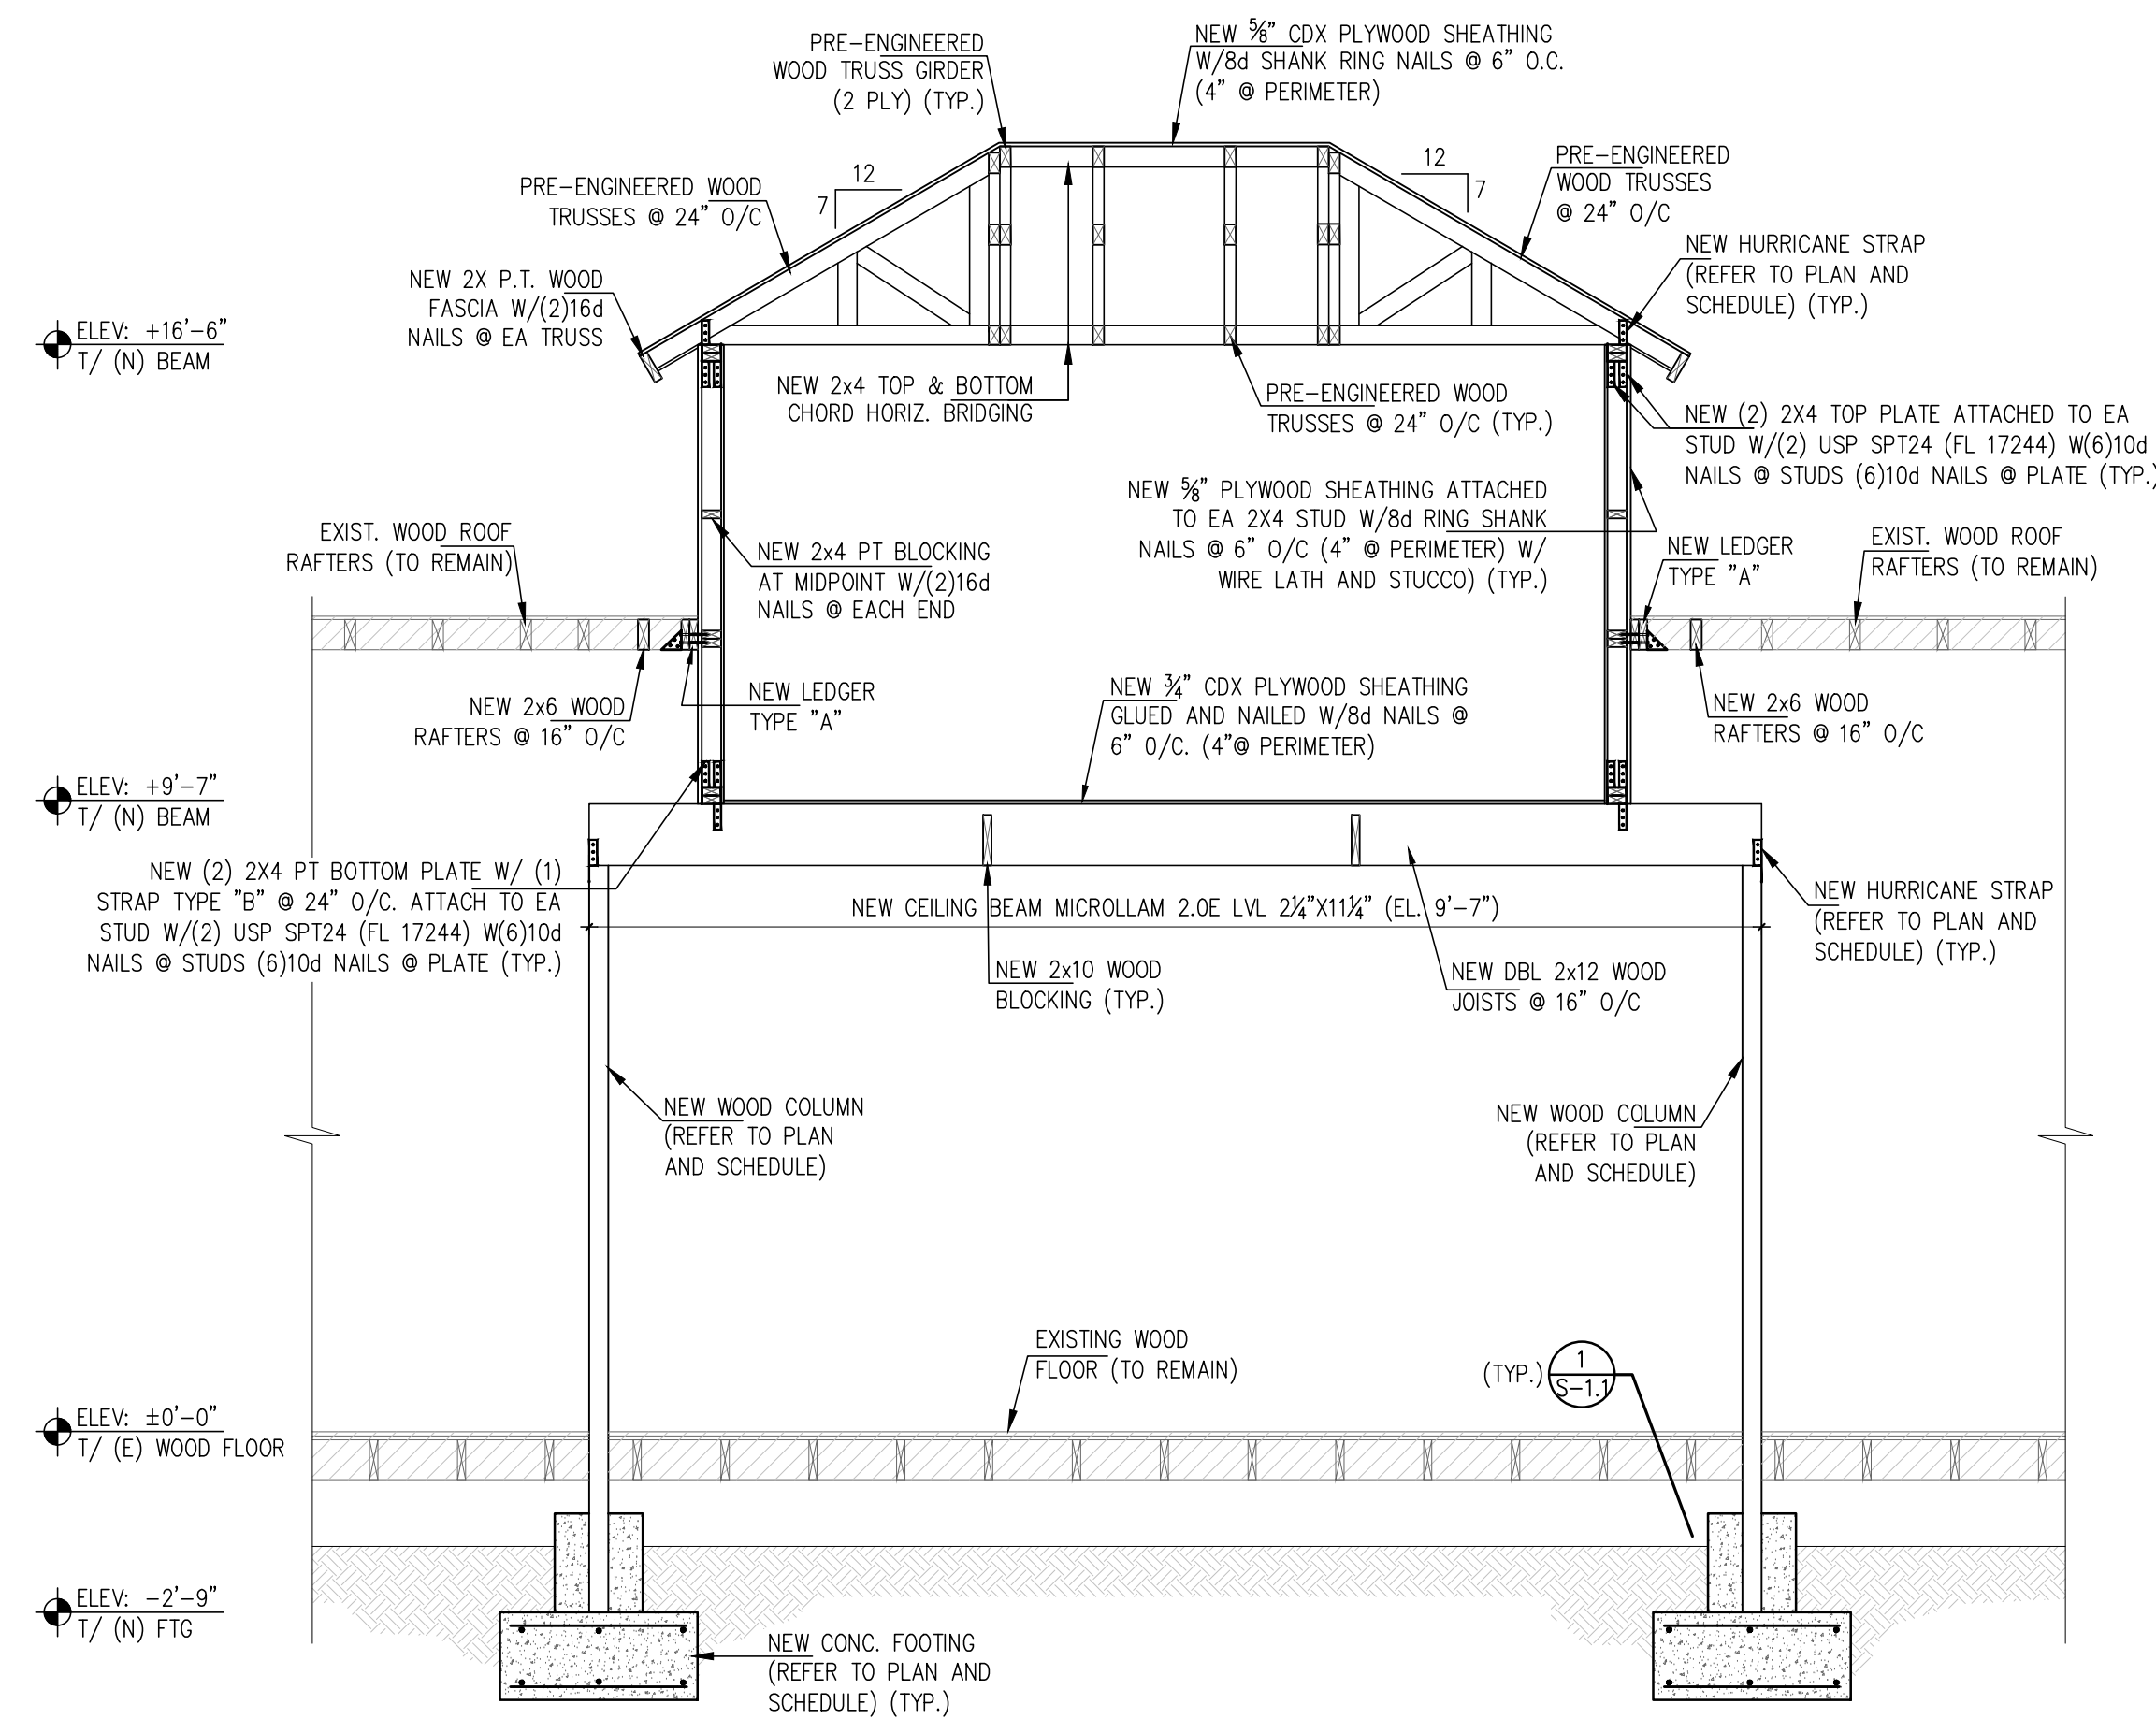 PRE-ENGINEERED
WOOD TRUSS GIRDER
(2 PLY) (TYP.)
NEW ⅝" CDX PLYWOOD SHEATHING
W/8d SHANK RING NAILS @ 6" O.C.
(4" @ PERIMETER)
PRE-ENGINEERED WOOD
TRUSSES @ 24" O/C
12
7
12
7
PRE-ENGINEERED
WOOD TRUSSES
@ 24" O/C
NEW HURRICANE STRAP
(REFER TO PLAN AND
SCHEDULE) (TYP.)
NEW 2X P.T. WOOD
FASCIA W/(2)16d
NAILS @ EA TRUSS
ELEV: +16'-6"
T/ (N) BEAM
NEW 2x4 TOP & BOTTOM
CHORD HORIZ. BRIDGING
PRE-ENGINEERED WOOD
TRUSSES @ 24" O/C (TYP.)
NEW (2) 2X4 TOP PLATE ATTACHED TO EA
STUD W/(2) USP SPT24 (FL 17244) W(6)10d
NAILS @ STUDS (6)10d NAILS @ PLATE (TYP.)
NEW ⅝" PLYWOOD SHEATHING ATTACHED
TO EA 2X4 STUD W/8d RING SHANK
NAILS @ 6" O/C (4" @ PERIMETER) W/
WIRE LATH AND STUCCO) (TYP.)
EXIST. WOOD ROOF
RAFTERS (TO REMAIN)
NEW 2x4 PT BLOCKING
AT MIDPOINT W/(2)16d
NAILS @ EACH END
NEW LEDGER
TYPE "A"
EXIST. WOOD ROOF
RAFTERS (TO REMAIN)
NEW 2x6 WOOD
RAFTERS @ 16" O/C
NEW LEDGER
TYPE "A"
NEW ¾" CDX PLYWOOD SHEATHING
GLUED AND NAILED W/8d NAILS @
6" O/C. (4"@ PERIMETER)
NEW 2x6 WOOD
RAFTERS @ 16" O/C
ELEV: +9'-7"
T/ (N) BEAM
NEW (2) 2X4 PT BOTTOM PLATE W/ (1)
STRAP TYPE "B" @ 24" O/C. ATTACH TO EA
STUD W/(2) USP SPT24 (FL 17244) W(6)10d
NAILS @ STUDS (6)10d NAILS @ PLATE (TYP.)
NEW CEILING BEAM MICROLLAM 2.0E LVL 2¼"X11¼" (EL. 9'-7")
NEW HURRICANE STRAP
(REFER TO PLAN AND
SCHEDULE) (TYP.)
NEW 2x10 WOOD
BLOCKING (TYP.)
NEW DBL 2x12 WOOD
JOISTS @ 16" O/C
NEW WOOD COLUMN
(REFER TO PLAN
AND SCHEDULE)
NEW WOOD COLUMN
(REFER TO PLAN
AND SCHEDULE)
EXISTING WOOD
FLOOR (TO REMAIN)
(TYP.)
1
S-1.1
ELEV: ±0'-0"
T/ (E) WOOD FLOOR
ELEV: -2'-9"
T/ (N) FTG
NEW CONC. FOOTING
(REFER TO PLAN AND
SCHEDULE) (TYP.)